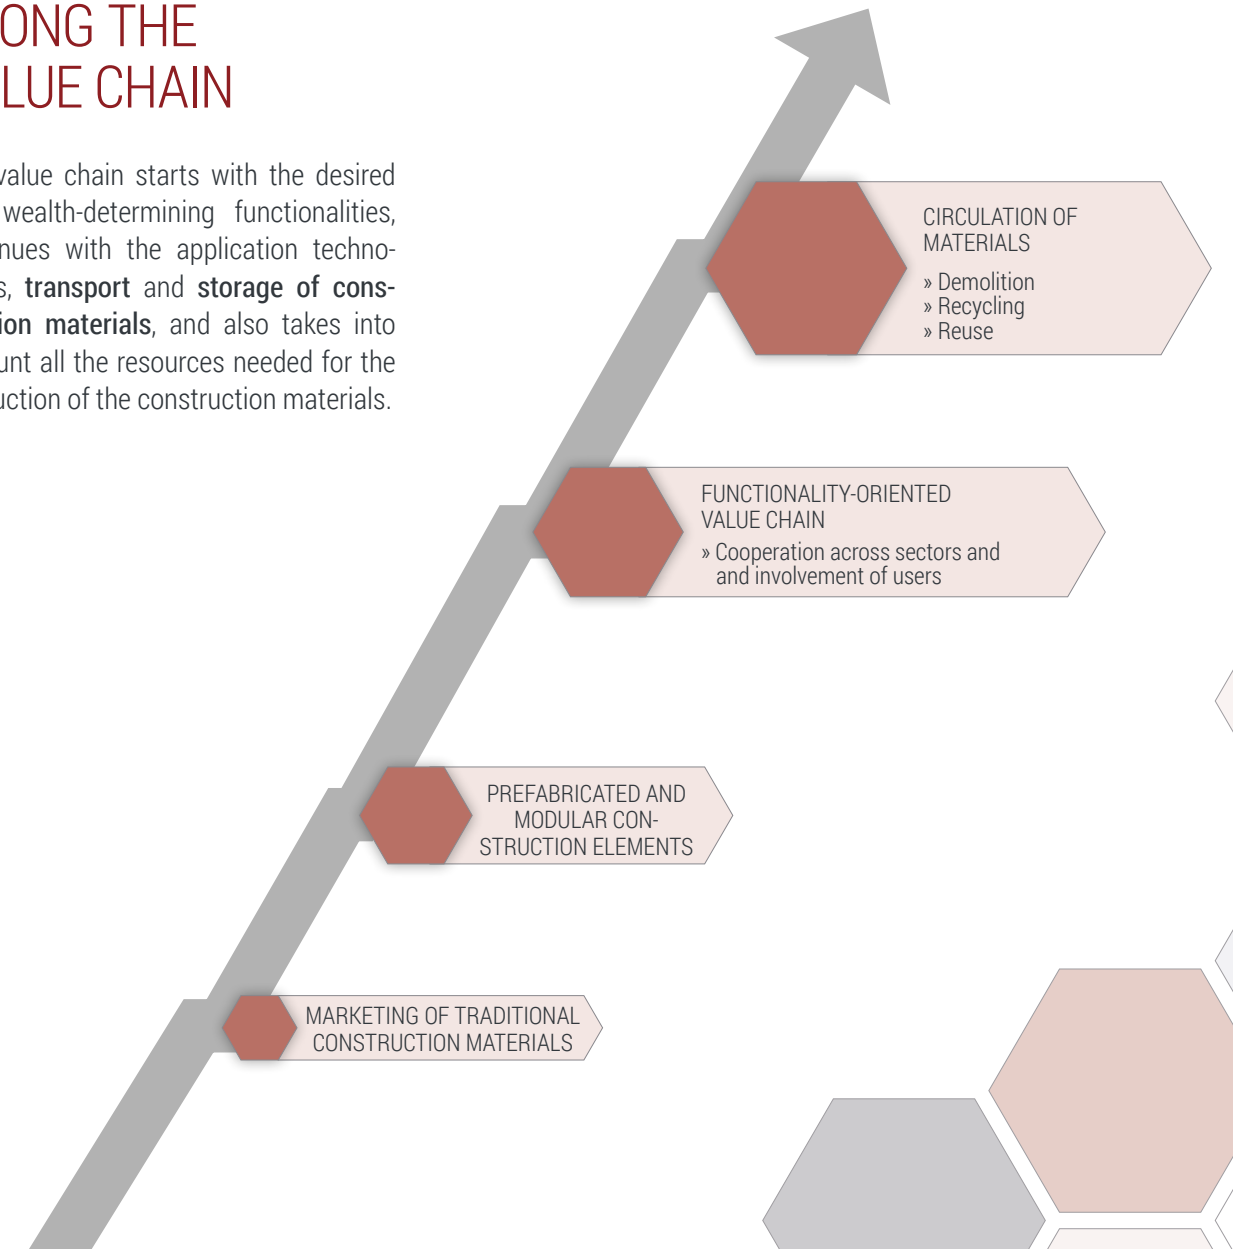 ONG THE
LUE CHAIN
value chain starts with the desired
wealth-determining functionalities,
nues with the application techno-
s, transport and storage of cons-
ion materials, and also takes into
unt all the resources needed for the
uction of the construction materials.
CIRCULATION OF
MATERIALS
» Demolition
» Recycling
» Reuse
FUNCTIONALITY-ORIENTED
VALUE CHAIN
» Cooperation across sectors and
and involvement of users
PREFABRICATED AND
MODULAR CON-
STRUCTION ELEMENTS
MARKETING OF TRADITIONAL
CONSTRUCTION MATERIALS